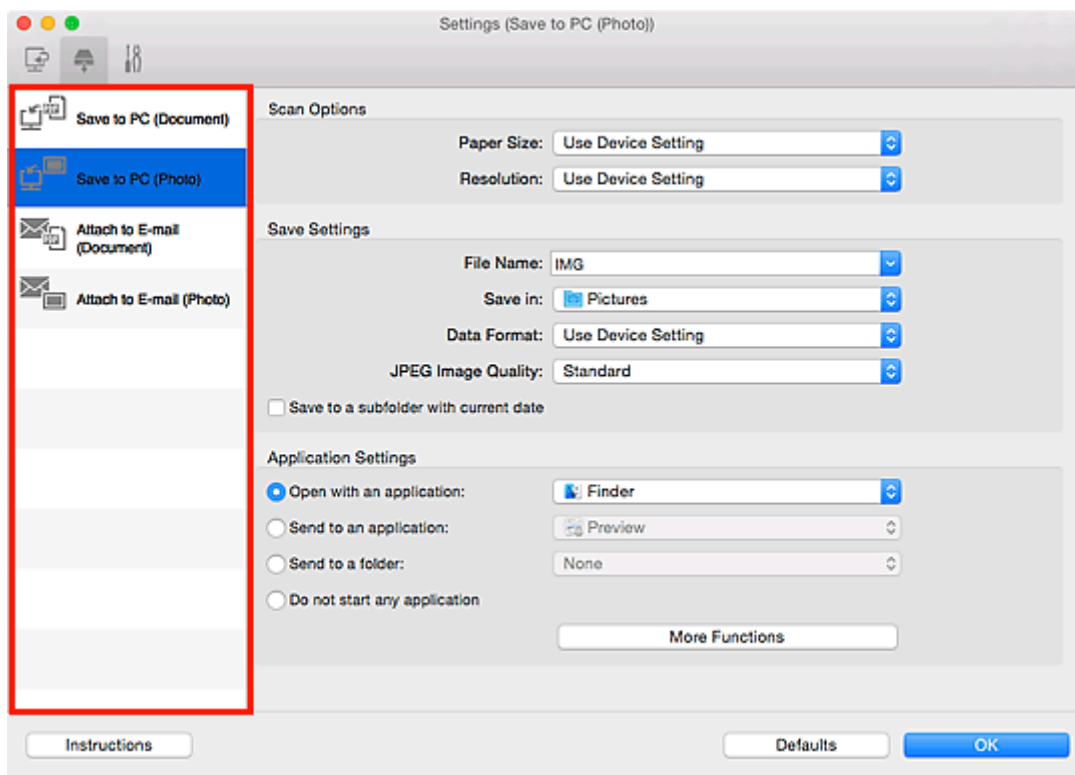 Settings (Save to PC (Photo))
Save to PC (Document)
Save to PC (Photo)
Attach to E-mail
(Document)
Attach to E-mail (Photo)
Scan Options
Paper Size: Use Device Setting
Resolution: Use Device Setting
Save Settings
File Name: IMG
Save in: Pictures
Data Format: Use Device Setting
JPEG Image Quality: Standard
Save to a subfolder with current date
Application Settings
Open with an application: Finder
Send to an application: Preview
Send to a folder: None
Do not start any application
More Functions
Instructions Defaults OK